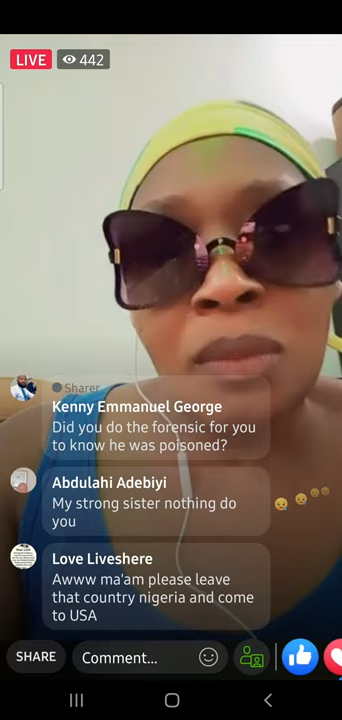 LIVE 442
Sharer
Kenny Emmanuel George
Did you do the forensic for you
to know he was poisoned?
Abdulahi Adebiyi
My strong sister nothing do
you
Love Liveshere
Awww ma'am please leave
that country nigeria and come
to USA
SHARE Comment...